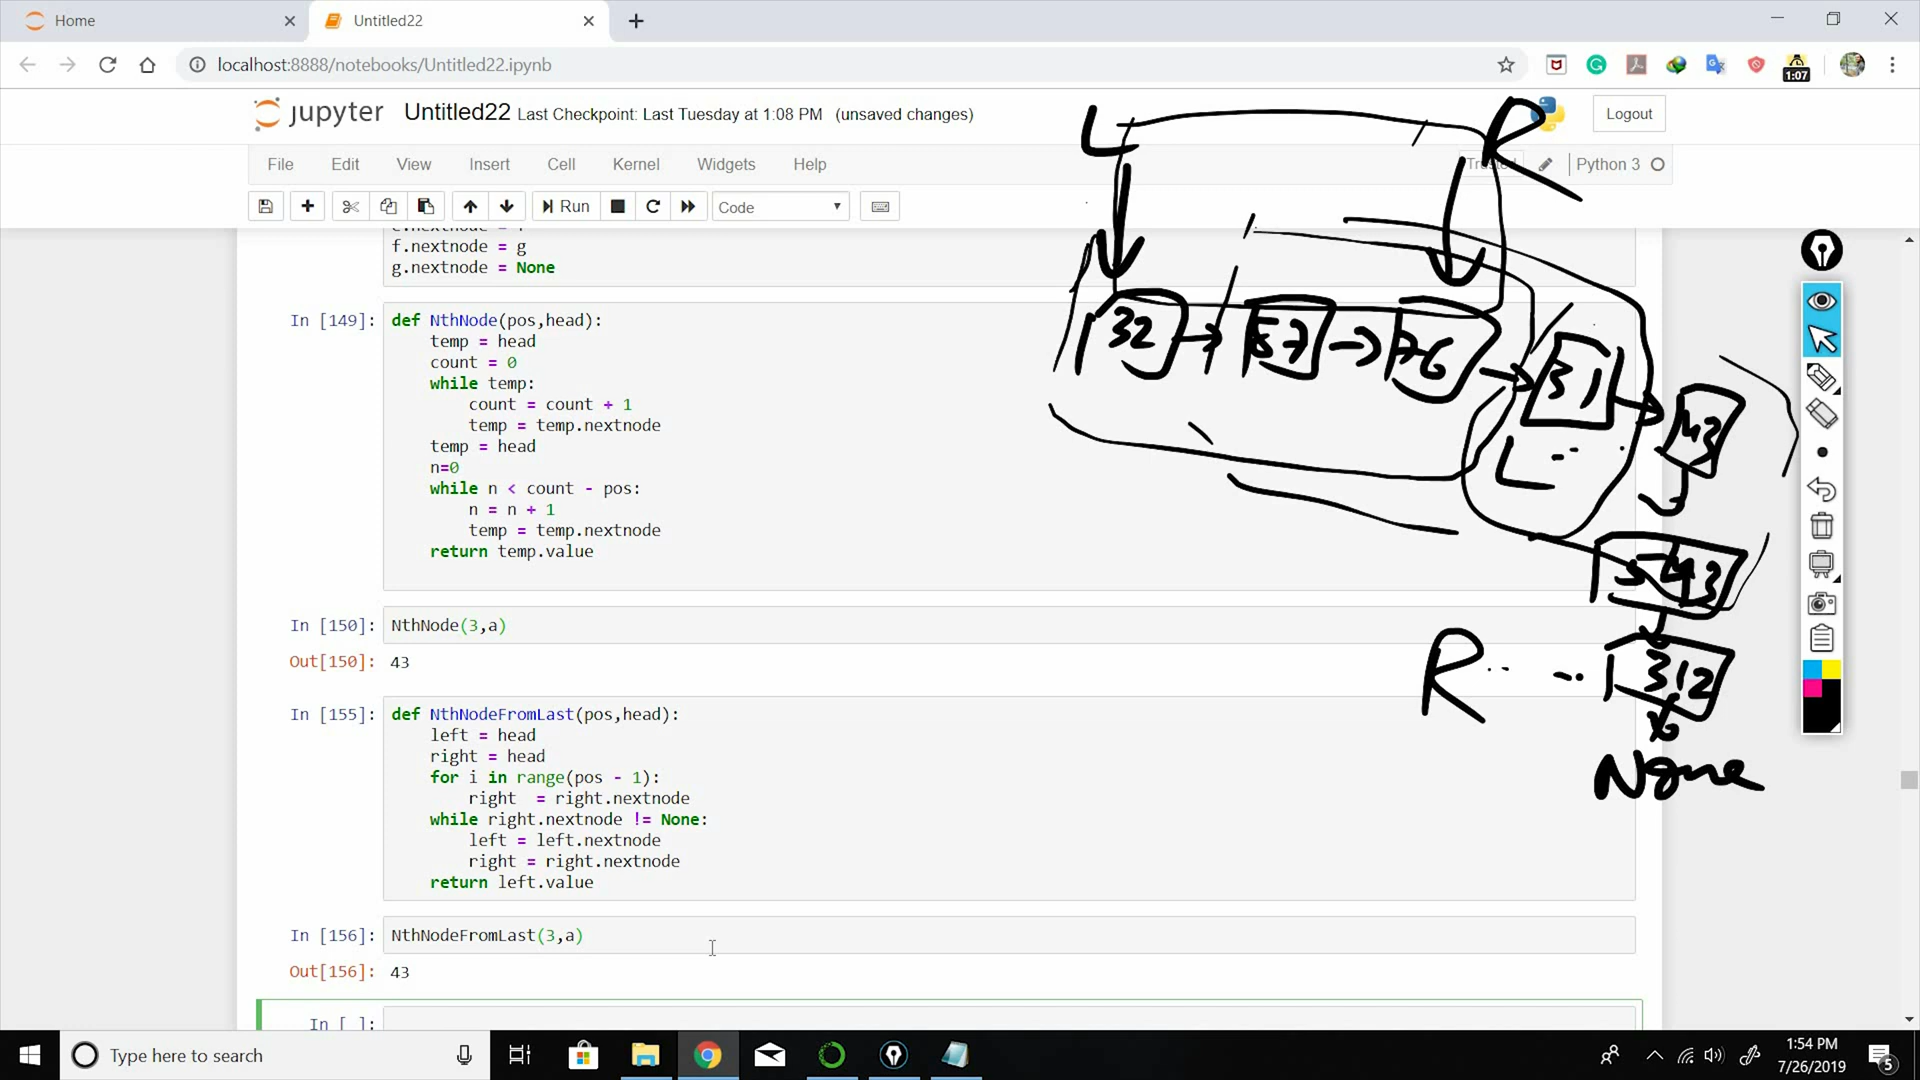 Home
Untitled22
localhost:8888/notebooks/Untitled22.ipynb
1:07
jupyter Untitled22 Last Checkpoint: Last Tuesday at 1:08 PM (unsaved changes)
Logout
File Edit View Insert Cell Kernel Widgets Help
Python 3
Run Code
L R
f.nextnode = g
g.nextnode = None
In [149]: def NthNode(pos,head):
temp = head
count = 0
while temp:
count = count + 1
temp = temp.nextnode
temp = head
n=0
while n < count - pos:
n = n + 1
temp = temp.nextnode
return temp.value
32 57 76 31 43
L
543
312
R
None
In [150]: NthNode(3,a)
Out[150]: 43
In [155]: def NthNodeFromLast(pos,head):
left = head
right = head
for i in range(pos - 1):
right = right.nextnode
while right.nextnode != None:
left = left.nextnode
right = right.nextnode
return left.value
In [156]: NthNodeFromLast(3,a)
Out[156]: 43
In [ ]:
Type here to search
1:54 PM
7/26/2019
5